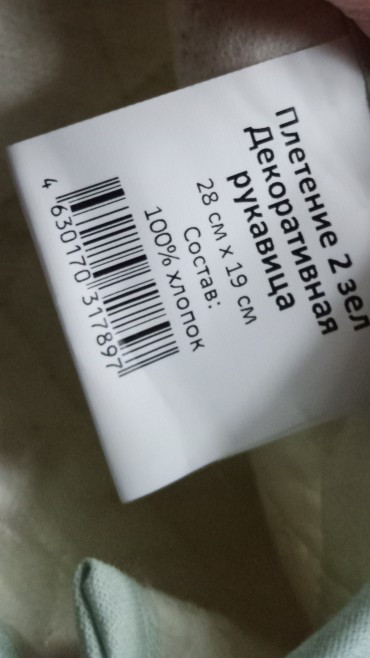 Плетение 2 зел
Декоративная
рукавица
28 см x 19 см
Состав:
100% хлопок
4 630170 317897